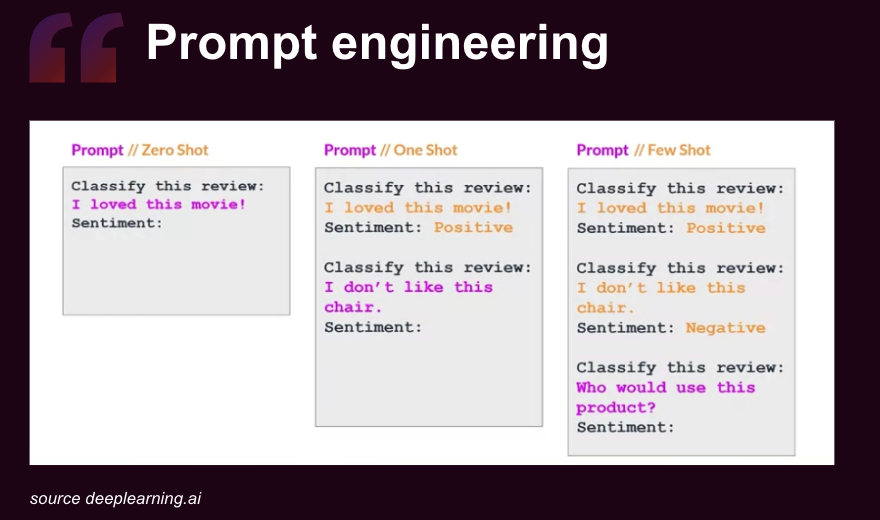 Prompt engineering
Prompt // Zero Shot
Classify this review:
I loved this movie!
Sentiment:
Prompt // One Shot
Classify this review:
I loved this movie!
Sentiment: Positive
Classify this review:
I don't like this
chair.
Sentiment:
Prompt // Few Shot
Classify this review:
I loved this movie!
Sentiment: Positive
Classify this review:
I don't like this
chair.
Sentiment: Negative
Classify this review:
Who would use this
product?
Sentiment:
source deeplearning.ai